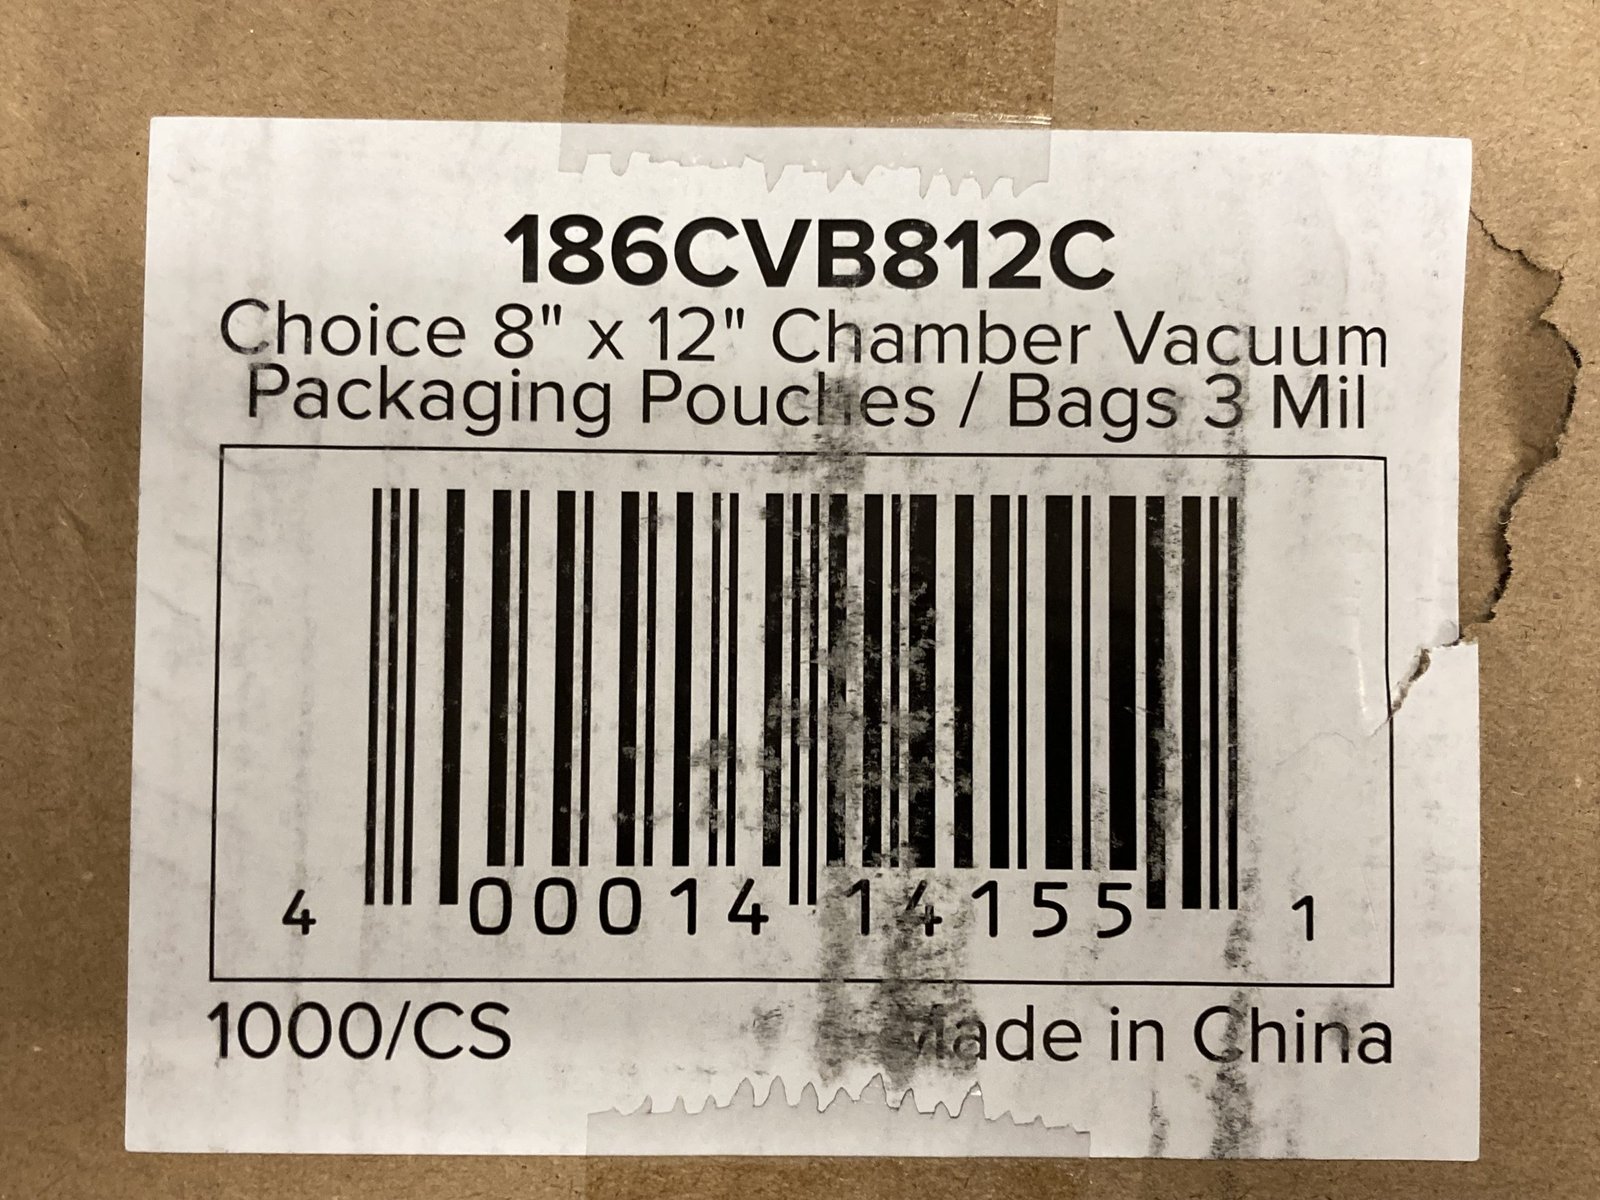 186CVB812C
Choice 8" x 12" Chamber Vacuum
Packaging Pouches / Bags 3 Mil
4 00014 14155 1
1000/CS Made in China